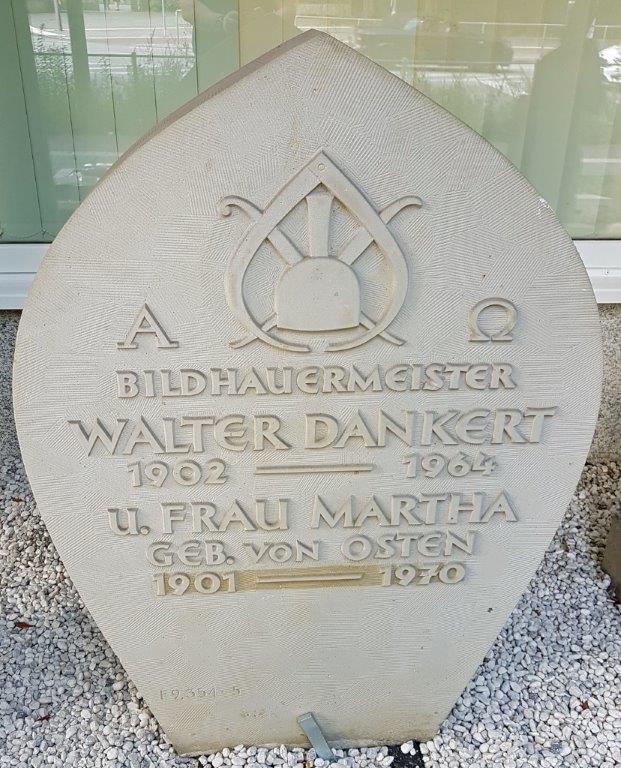 Α Ω
BILDHAUERMEISTER
WALTER DANKERT
1902 — 1964
u. FRAU MARTHA
GEB. VON OSTEN
1901 — 1970